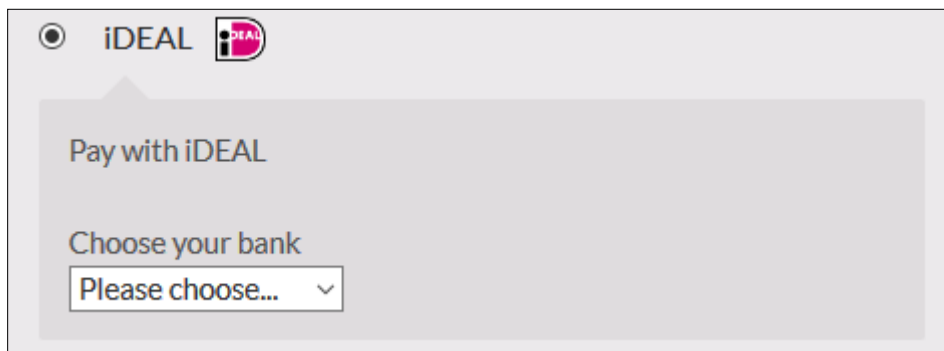 iDEAL iDEAL
Pay with iDEAL
Choose your bank
Please choose...